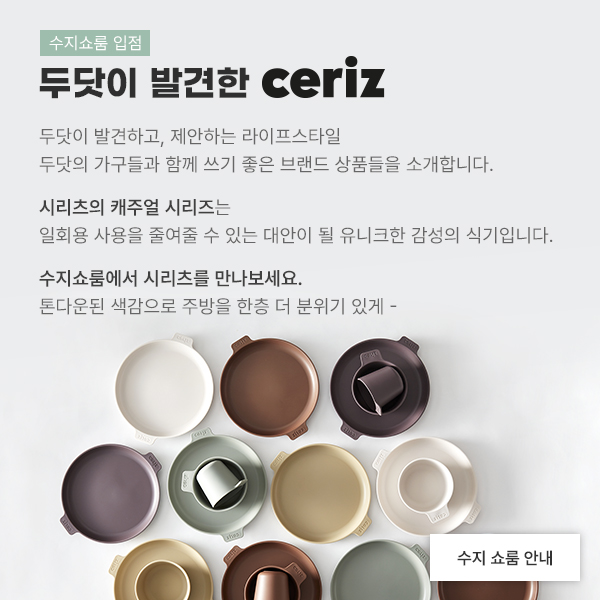 수지쇼룸 입점
두닷이 발견한 ceriz
두닷이 발견하고, 제안하는 라이프스타일
두닷의 가구들과 함께 쓰기 좋은 브랜드 상품들을 소개합니다.
시리츠의 캐주얼 시리즈는
일회용 사용을 줄여줄 수 있는 대안이 될 유니크한 감성의 식기입니다.
수지쇼룸에서 시리츠를 만나보세요.
톤다운된 색감으로 주방을 한층 더 분위기 있게 -
수지 쇼룸 안내